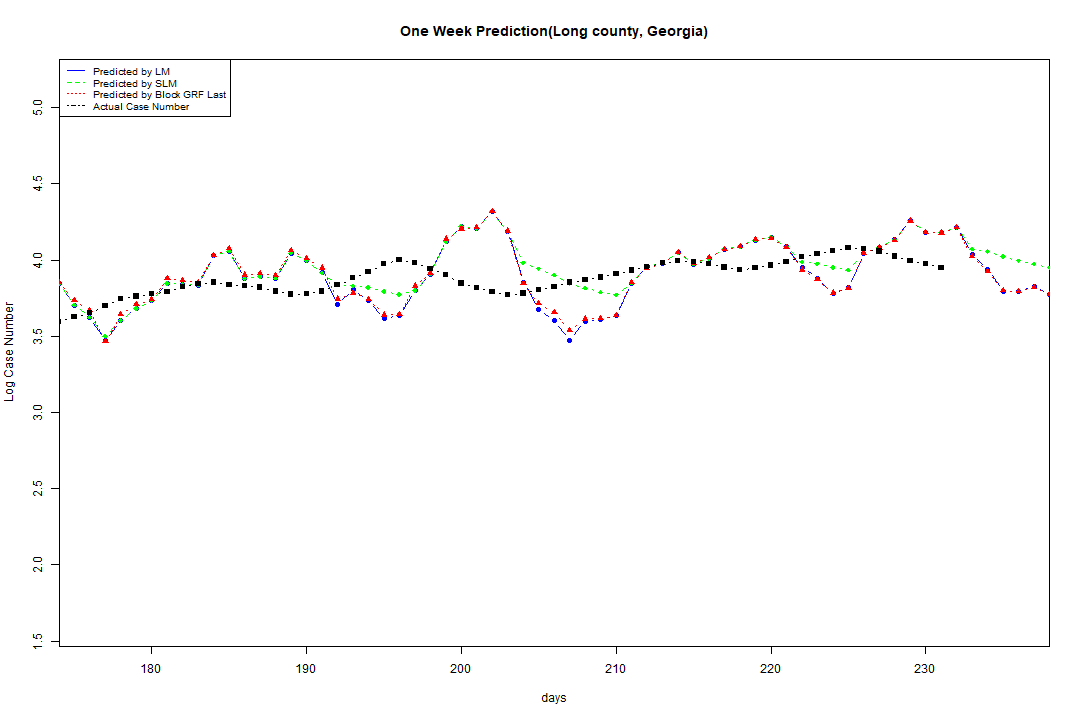 One Week Prediction(Long county, Georgia)
Predicted by LM
Predicted by SLM
Predicted by Block GRF Last
Actual Case Number
5.0
4.5
4.0
3.5
3.0
2.5
2.0
1.5
Log Case Number
180 190 200 210 220 230
days